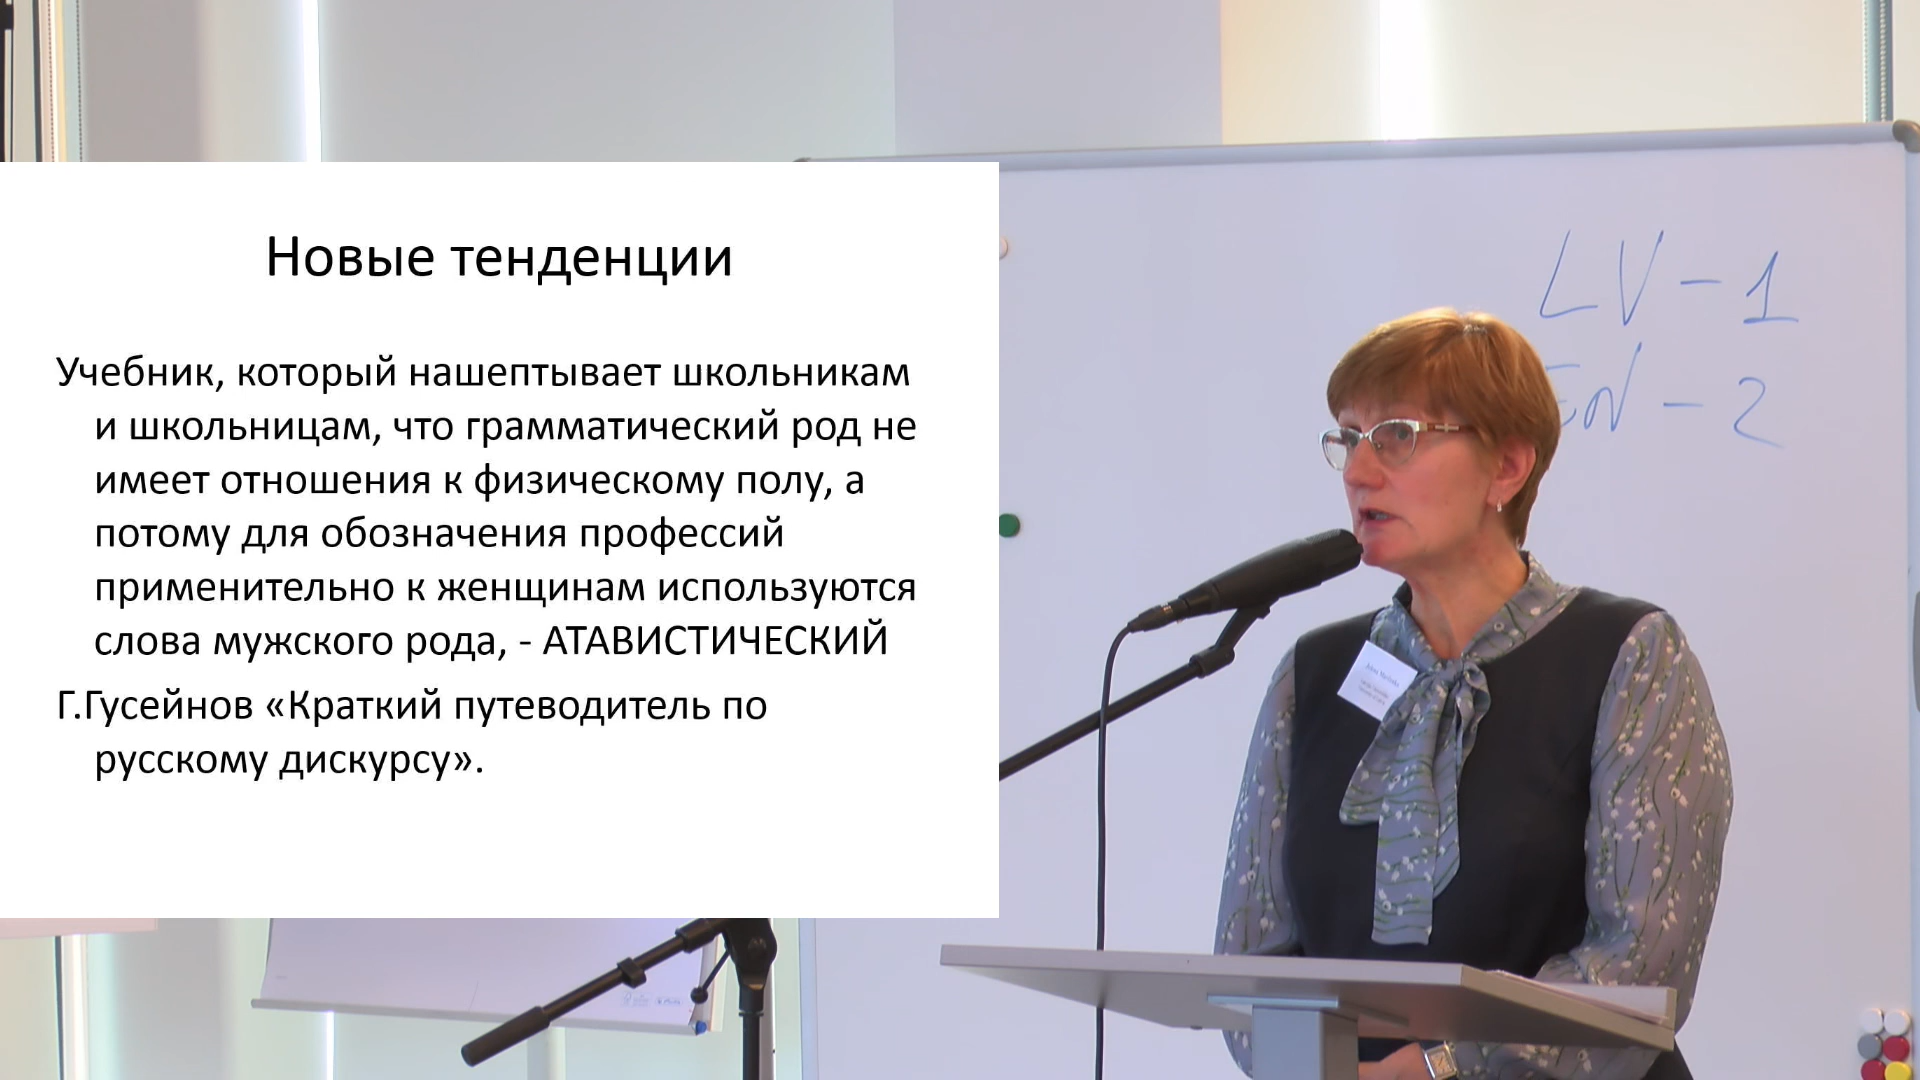 Новые тенденции
Учебник, который нашептывает школьникам
и школьницам, что грамматический род не
имеет отношения к физическому полу, а
потому для обозначения профессий
применительно к женщинам используются
слова мужского рода, - АТАВИСТИЧЕСКИЙ
Г.Гусейнов «Краткий путеводитель по
русскому дискурсу».
LV - 1
EN - 2